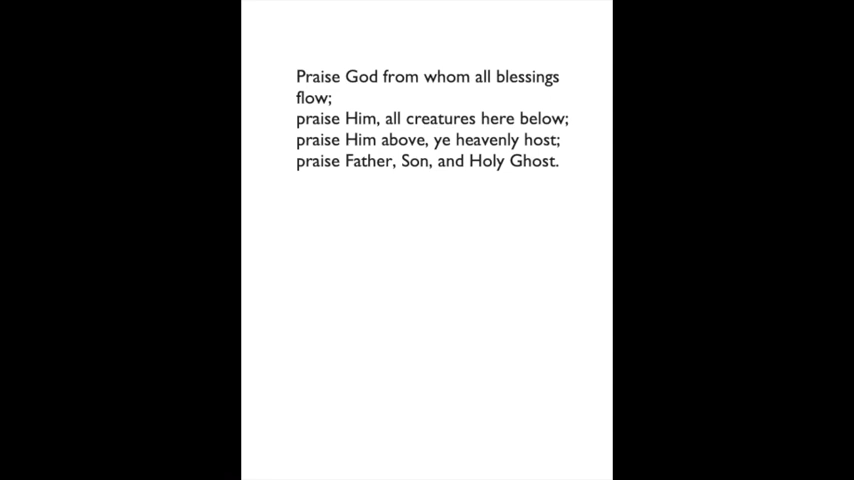 Praise God from whom all blessings
flow;
praise Him, all creatures here below;
praise Him above, ye heavenly host;
praise Father, Son, and Holy Ghost.